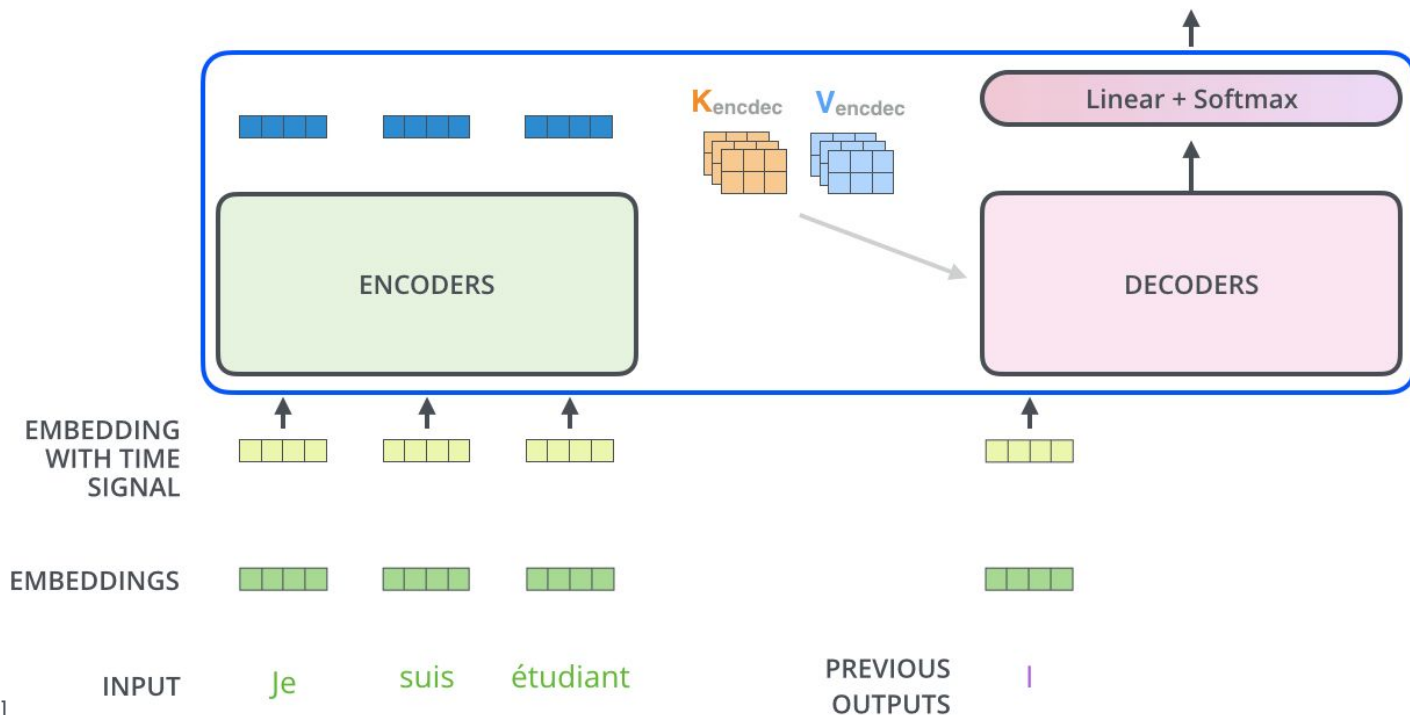 Linear + Softmax
Kencdec
Vencdec
ENCODERS
DECODERS
EMBEDDING
WITH TIME
SIGNAL
EMBEDDINGS
INPUT
Je
suis
étudiant
PREVIOUS
OUTPUTS
I
]